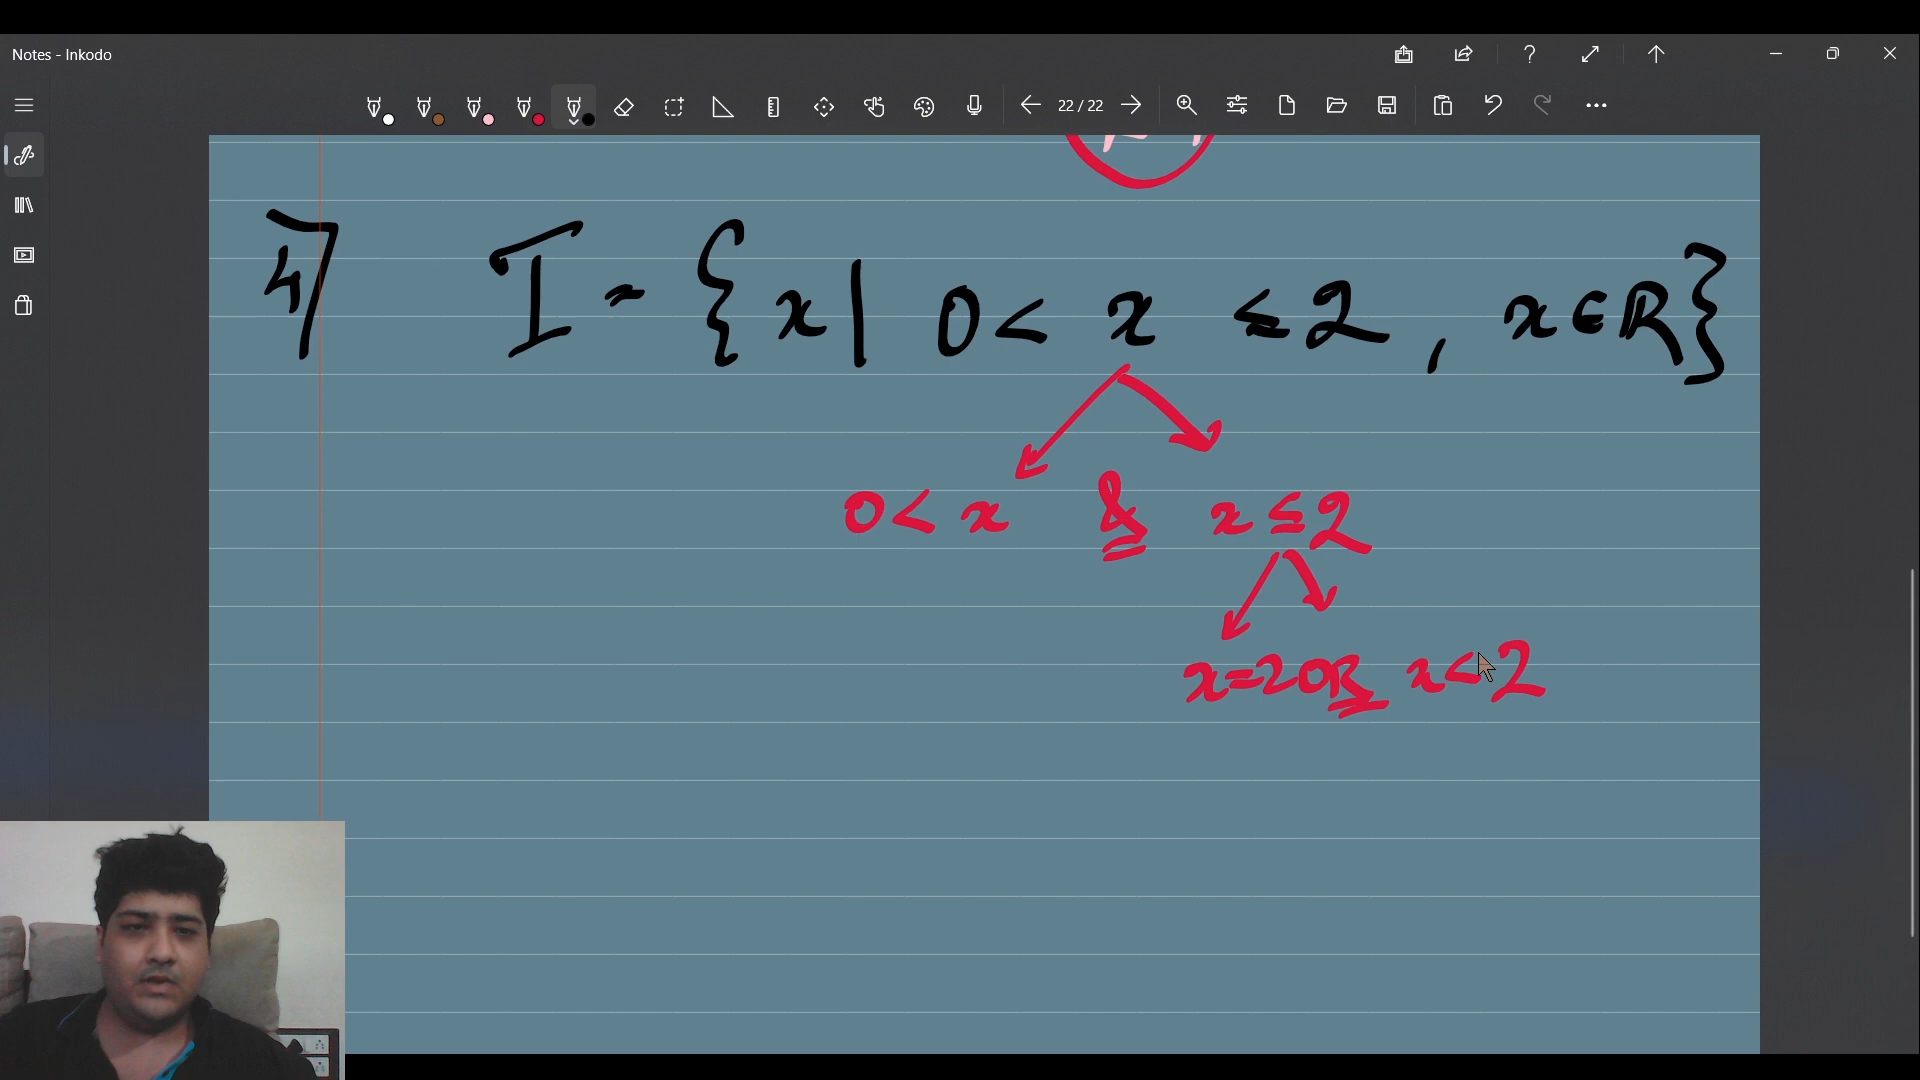 Notes - Inkodo
22 / 22
4) I = { x | 0 < x ≤ 2 , x ∈ R }
0 < x & x ≤ 2
x = 2 OR x < 2